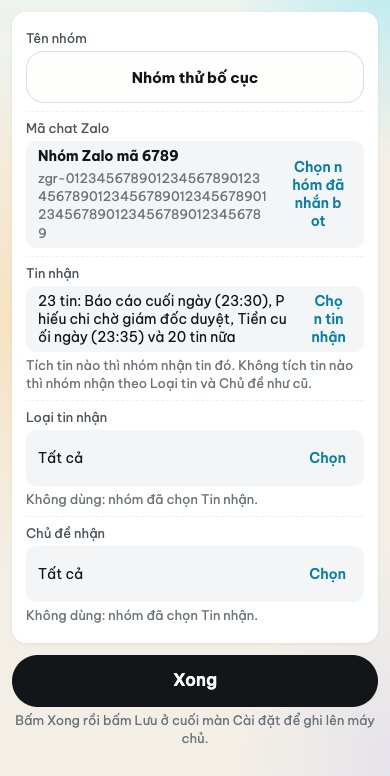 Tên nhóm
Nhóm thử bố cục
Mã chat Zalo
Nhóm Zalo mã 6789
zgr-012345678901234567890123
4567890123456789012345678901
234567890123456789012345678
9
Chọn n
hóm đã
nhắn b
ot
Tin nhận
23 tin: Báo cáo cuối ngày (23:30), P
hiếu chi chờ giám đốc duyệt, Tiền cu
ối ngày (23:35) và 20 tin nữa
Chọ
n tin
nhận
Tích tin nào thì nhóm nhận tin đó. Không tích tin nào
thì nhóm nhận theo Loại tin và Chủ đề như cũ.
Loại tin nhận
Tất cả
Chọn
Không dùng: nhóm đã chọn Tin nhận.
Chủ đề nhận
Tất cả
Chọn
Không dùng: nhóm đã chọn Tin nhận.
Xong
Bấm Xong rồi bấm Lưu ở cuối màn Cài đặt để ghi lên máy
chủ.